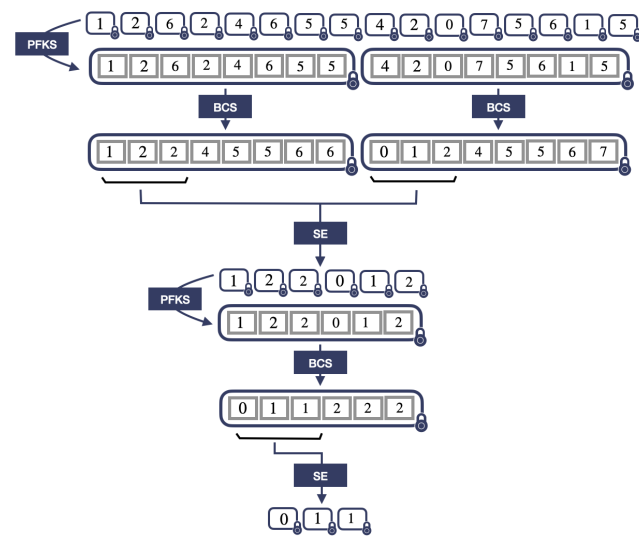 1 2 6 2 4 6 5 5 4 2 0 7 5 6 1 5
PFKS
1 2 6 2 4 6 5 5 4 2 0 7 5 6 1 5
BCS BCS
1 2 2 4 5 5 6 6 0 1 2 4 5 5 6 7
SE
1 2 2 0 1 2
PFKS
1 2 2 0 1 2
BCS
0 1 1 2 2 2
SE
0 1 1